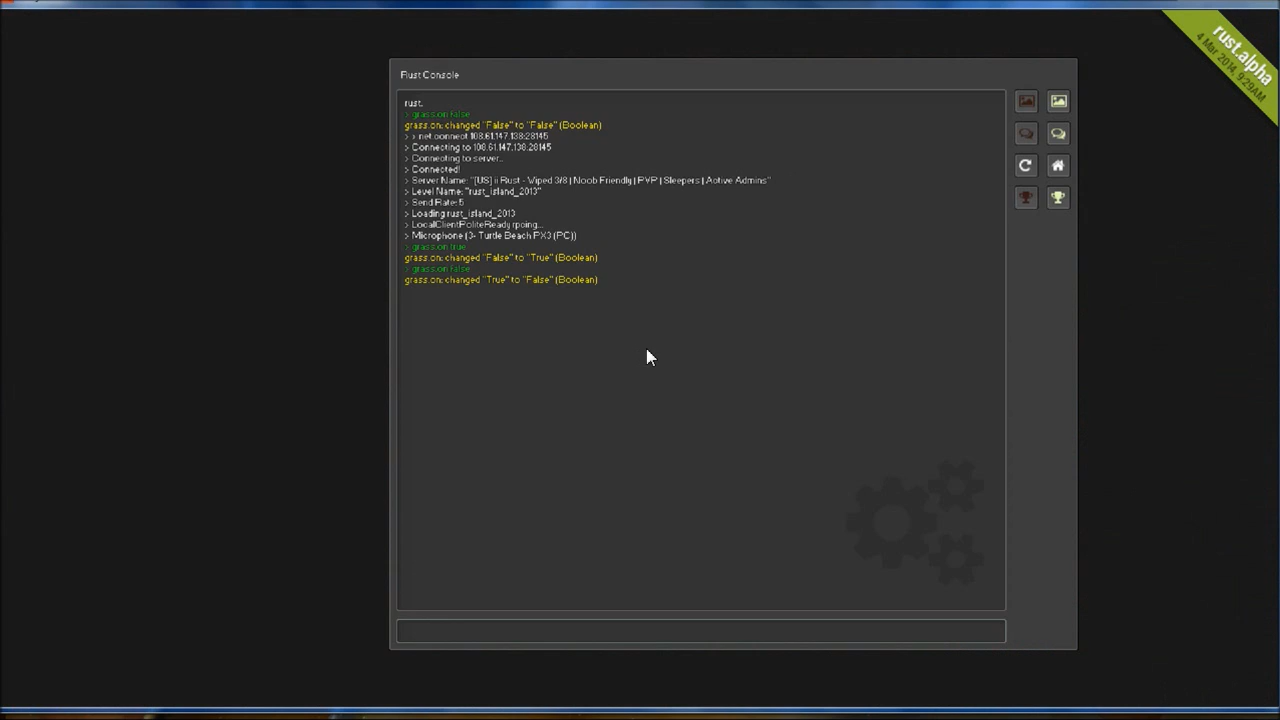 rust.alpha
4 Mar 2014, 9:29AM
Rust Console
rust.
> grass.on false
grass.on: changed "False" to "False" (Boolean)
> > net.connect 108.61.147.138:28145
> Connecting to 108.61.147.138:28145
> Connecting to server..
> Connected!
> Server Name: "[US] ii Rust - Wiped 3/8 | Noob Friendly | PVP | Sleepers | Active Admins"
> Level Name: "rust_island_2013"
> Send Rate: 5
> Loading rust_island_2013
> LocalClientPoliteReady rpcing...
> Microphone (3- Turtle Beach PX3 (PC))
> grass.on true
grass.on: changed "False" to "True" (Boolean)
> grass.on false
grass.on: changed "True" to "False" (Boolean)